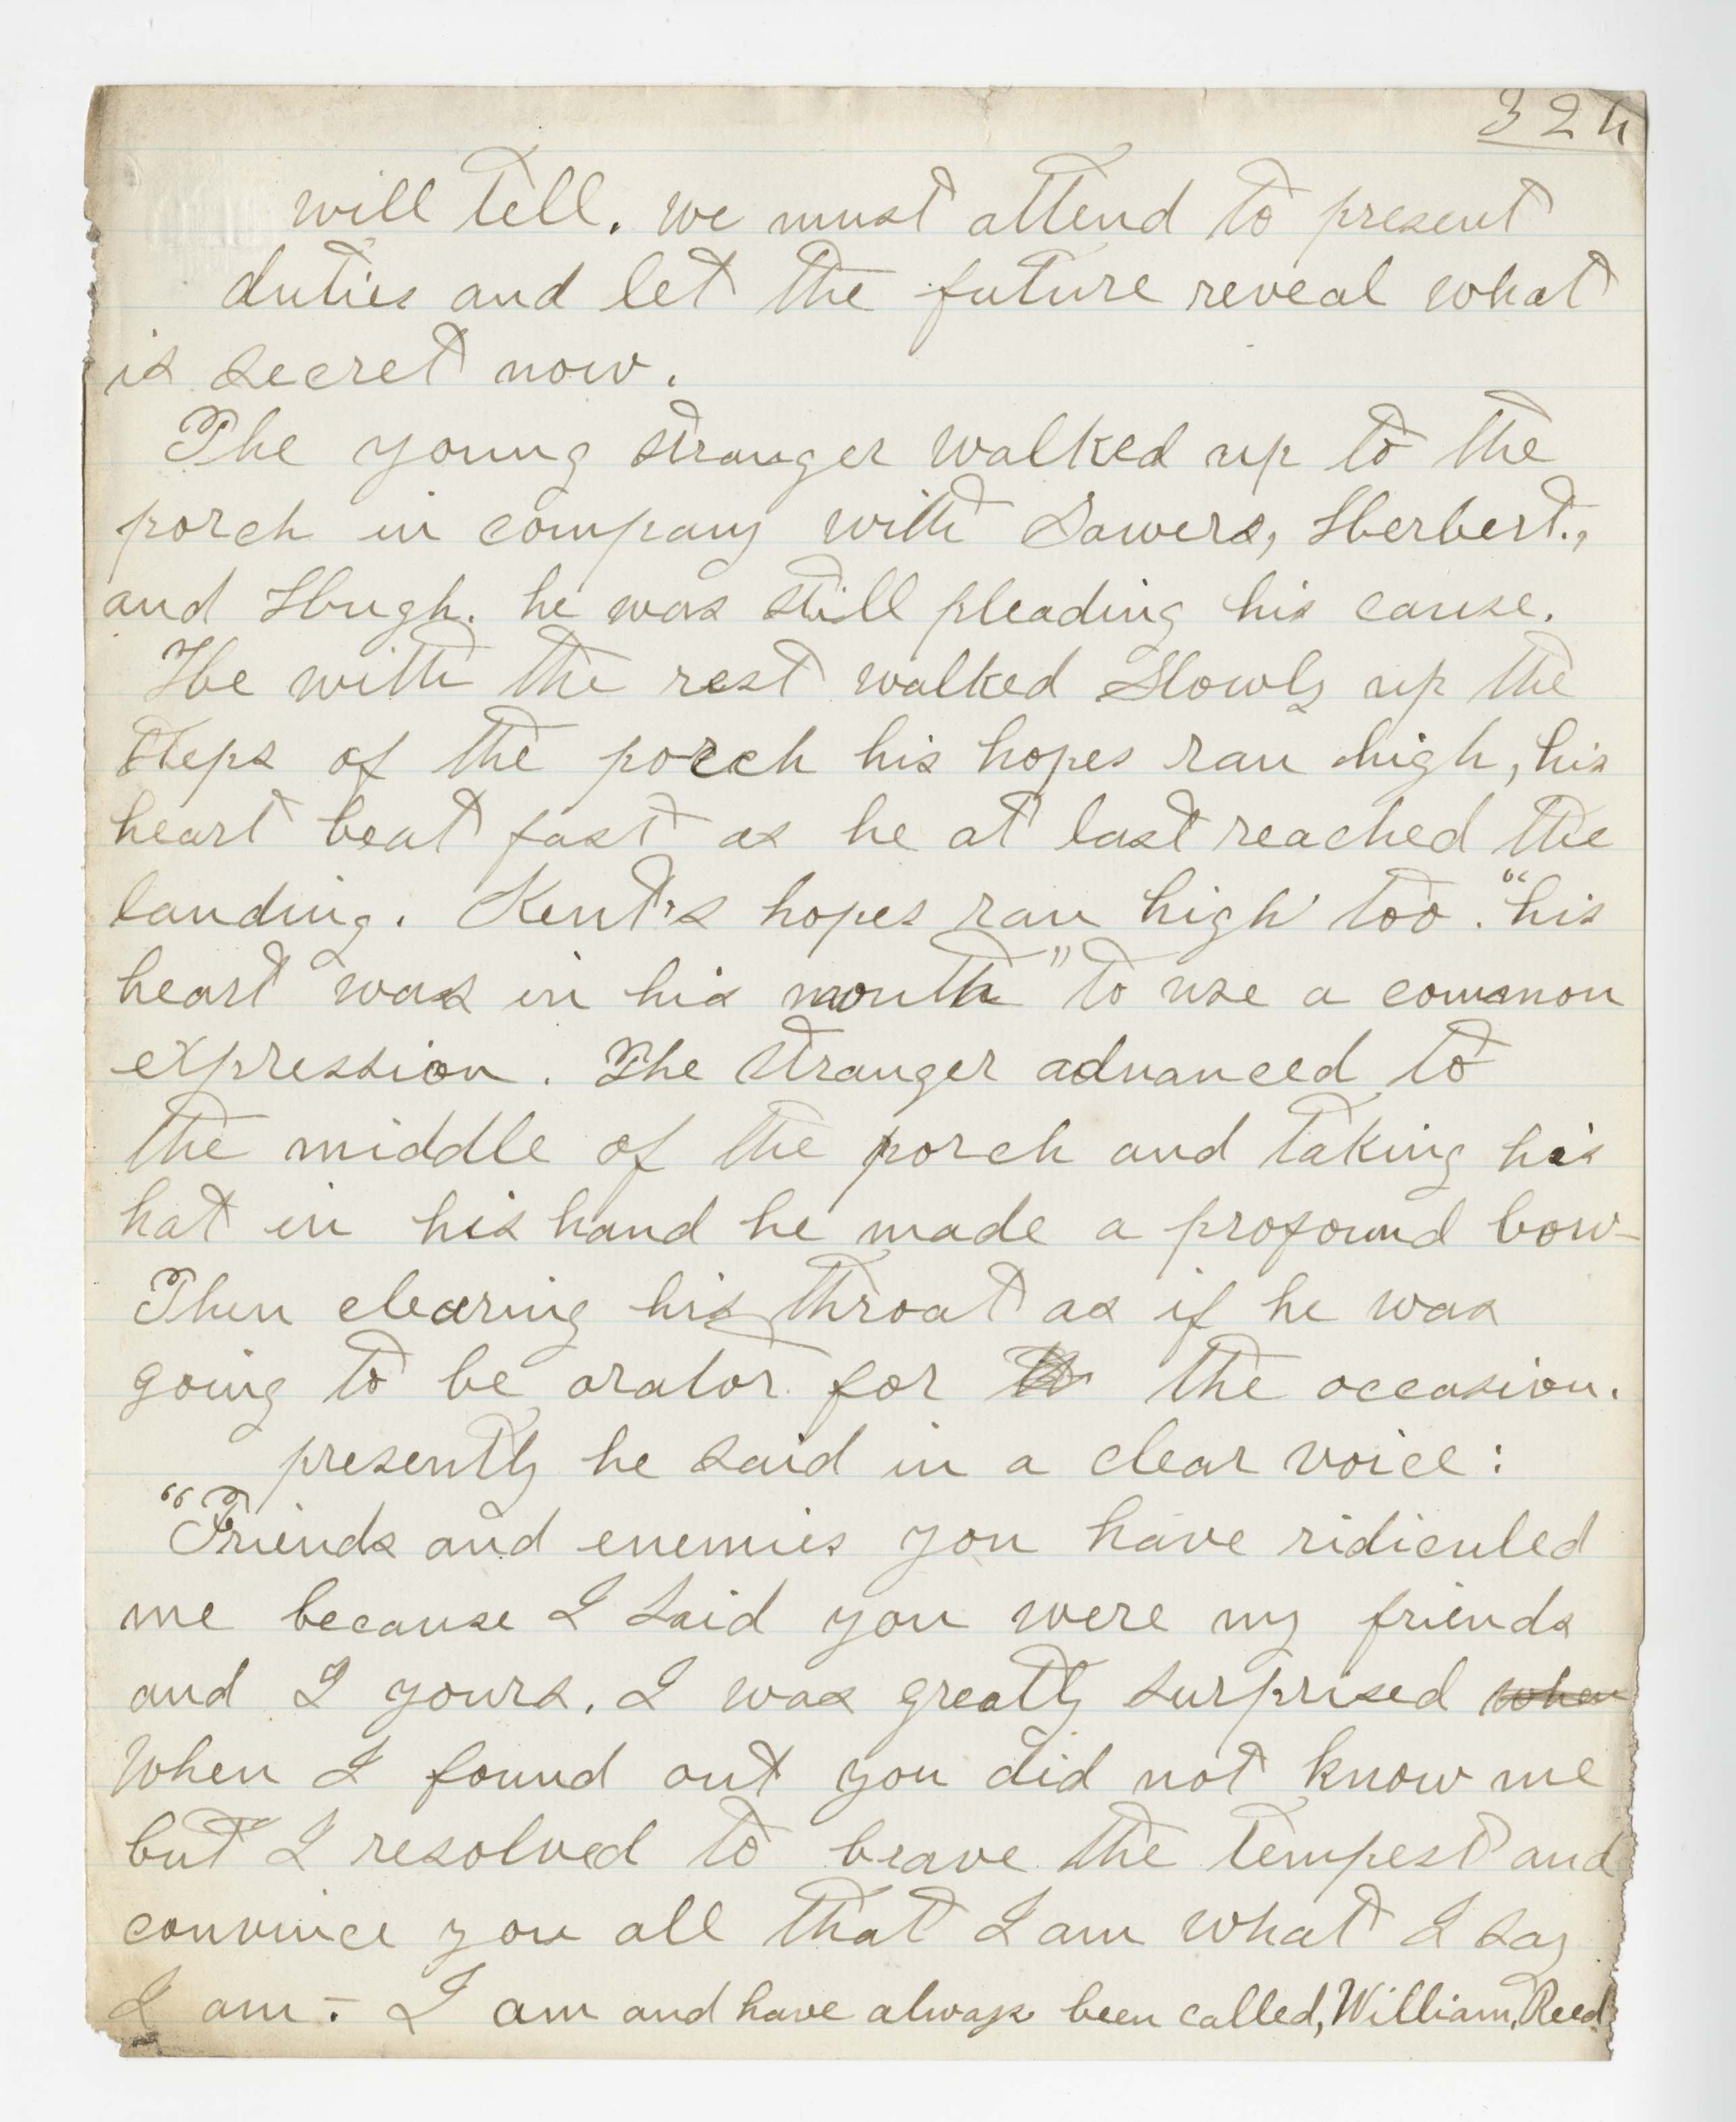 324
will tell. we must attend to present
duties and let the future reveal what
is secret now.
The young stranger walked up to the
porch in company with Sawers, Herbert.,
and Hugh. he was still pleading his cause.
He with the rest walked slowly up the
steps of the porch his hopes ran high, his
heart beat fast as he at last reached the
landing. Kent's hopes ran high too. "his
heart was in his mouth" to use a common
expression. The stranger advanced to
the middle of the porch and taking his
hat in his hand he made a profound bow–
Then clearing his throat as if he was
going to be orator for the occasion.
presently he said in a clear voice:
"Friends and enemies you have ridiculed
me because I said you were my friends
and I yours. I was greatly surprised when
when I found out you did not know me
but I resolved to brave the tempest and
convince you all that I am what I say
I am:– I am and have always been called, William, Reed